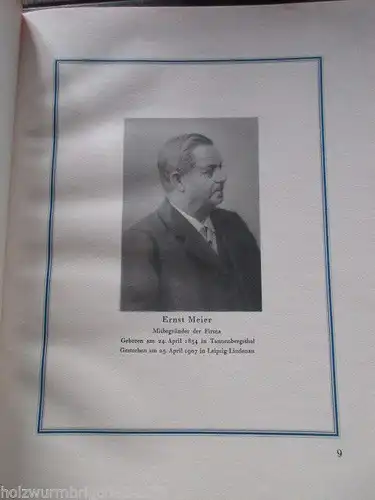 Ernst Meier
Mitbegründer der Firma
Geboren am 24. April 1854 in Tannenbergsthal
Gestorben am 25. April 1907 in Leipzig-Lindenau
9